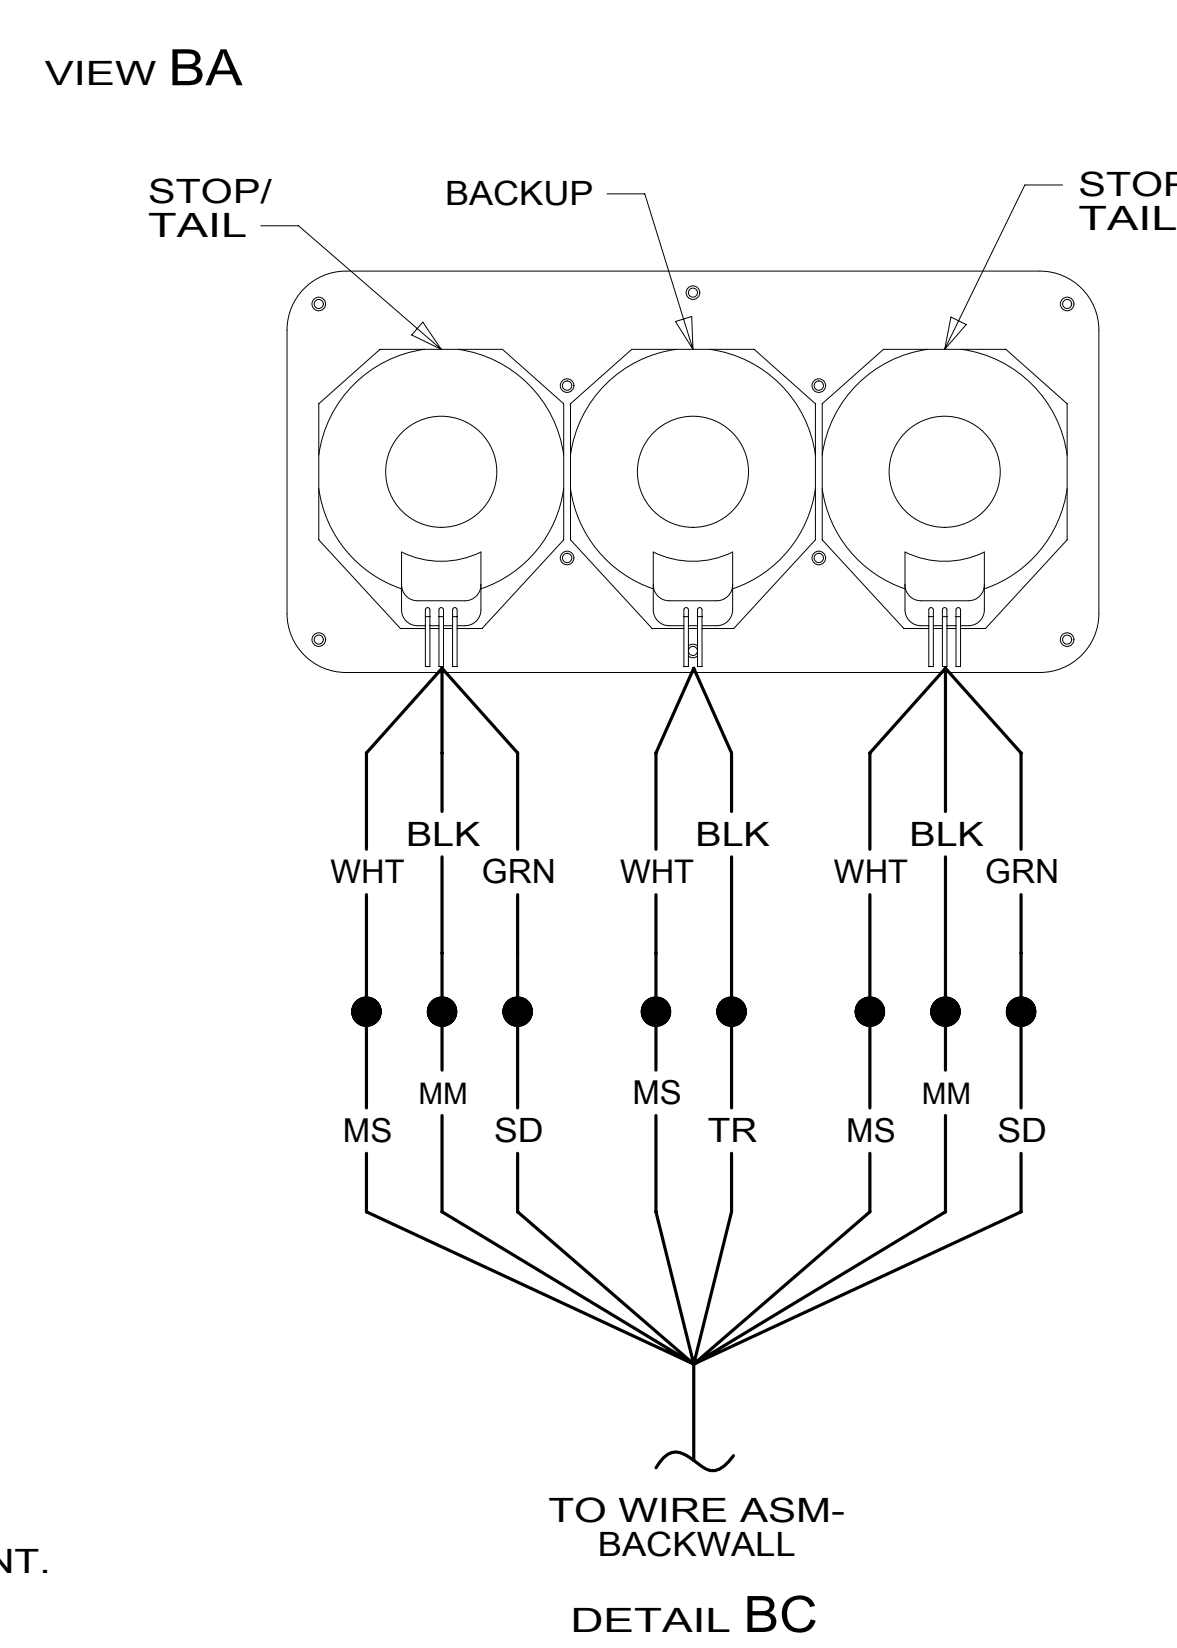 VIEW BA
STOP/
TAIL
BACKUP
TAIL
BLK
WHT
GRN
BLK
WHT
BLK
WHT
GRN
MM
MS
SD
MS
TR
MM
MS
SD
TO WIRE ASM-
BACKWALL
NT.
DETAIL BC